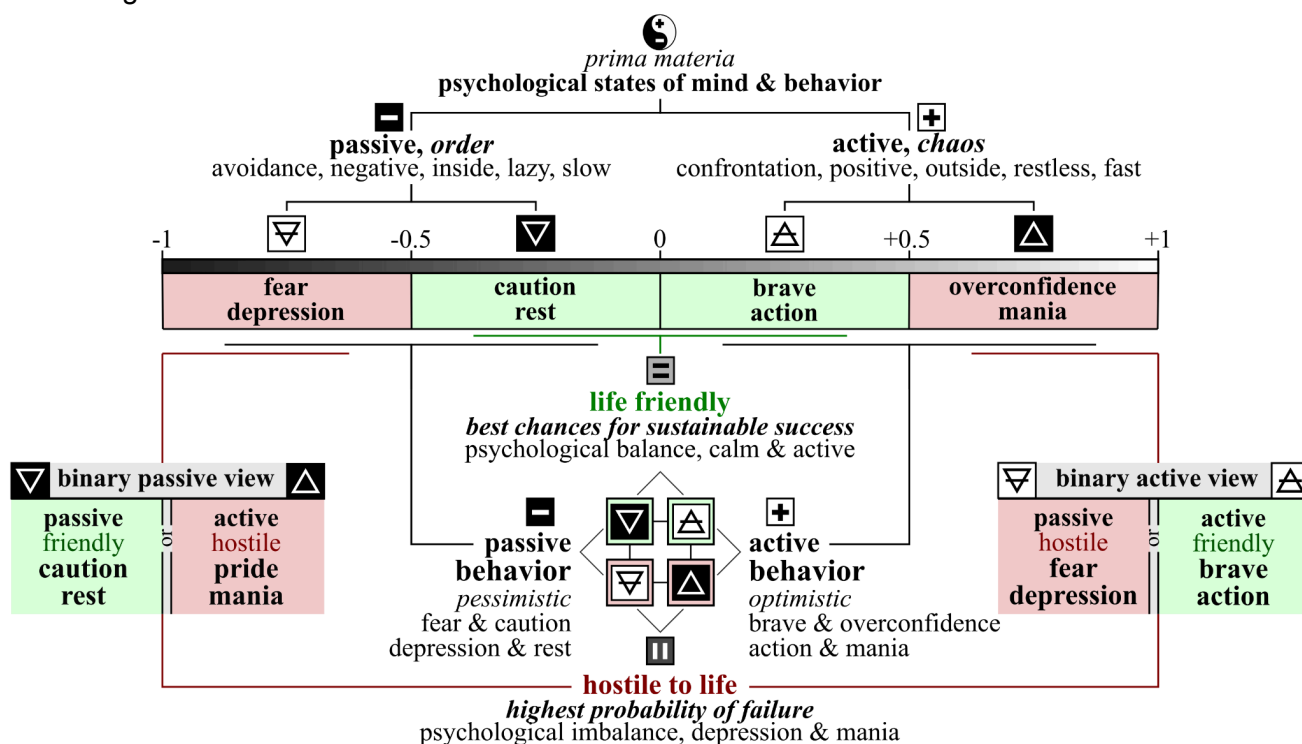 prima materia
psychological states of mind & behavior
passive, order
avoidance, negative, inside, lazy, slow
active, chaos
confrontation, positive, outside, restless, fast
-1
-0.5
0
+0.5
+1
fear
depression
caution
rest
brave
action
overconfidence
mania
life friendly
best chances for sustainable success
psychological balance, calm & active
binary passive view
passive
friendly
caution
rest
or
active
hostile
pride
mania
passive
behavior
pessimistic
fear & caution
depression & rest
active
behavior
optimistic
brave & overconfidence
action & mania
binary active view
passive
hostile
fear
depression
or
active
friendly
brave
action
hostile to life
highest probability of failure
psychological imbalance, depression & mania